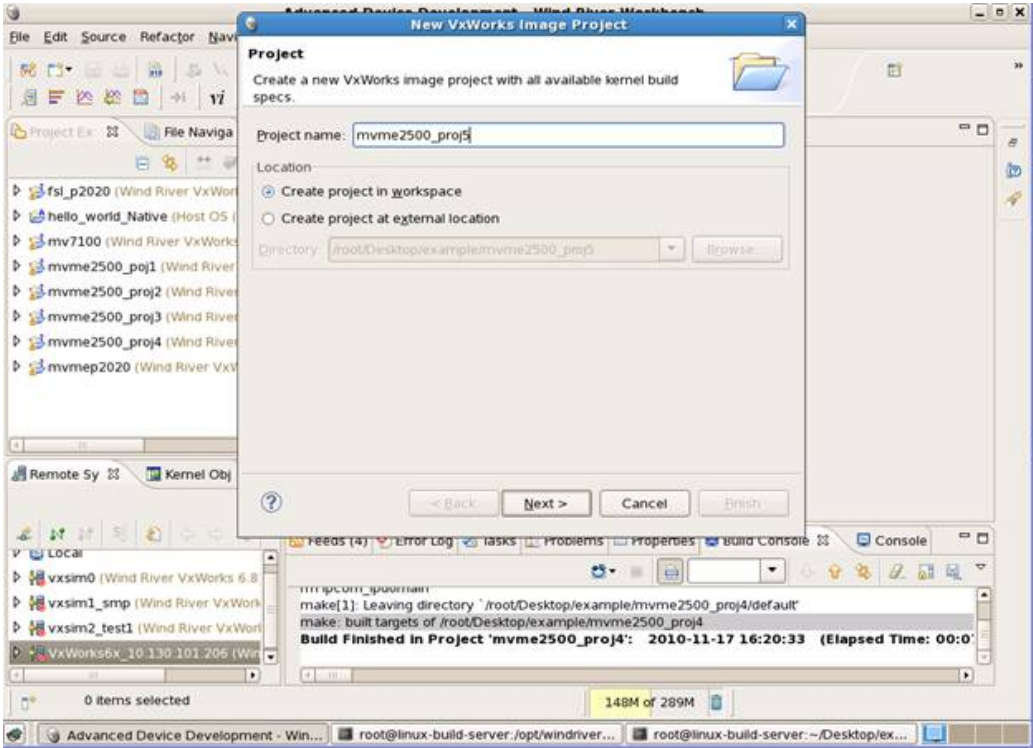 New VxWorks Image Project
File Edit Source Refactor Navi
Project
Create a new VxWorks image project with all available kernel build
specs.
Project name: mvme2500_proj5
Location
Create project in workspace
Create project at external location
Directory: /root/Desktop/example/mvme2500_proj5 Browse...
< Back Next > Cancel Finish
Project Ex File Naviga
fsl_p2020 (Wind River VxWor
hello_world_Native (Host OS (
mv7100 (Wind River VxWorks
mvme2500_poj1 (Wind River
mvme2500_proj2 (Wind River
mvme2500_proj3 (Wind River
mvme2500_proj4 (Wind River
mvmep2020 (Wind River VxW
Remote Sy Kernel Obj
Local
vxsim0 (Wind River VxWorks 6.8
vxsim1_smp (Wind River VxWork
vxsim2_test1 (Wind River VxWor
VxWorks6x_10.130.101.206 (Win
Feeds (4) Error Log Tasks Problems Properties Build Console Console
make[1]: Leaving directory `/root/Desktop/example/mvme2500_proj4/default'
make: built targets of /root/Desktop/example/mvme2500_proj4
Build Finished in Project 'mvme2500_proj4': 2010-11-17 16:20:33 (Elapsed Time: 00:0
0 items selected
148M of 289M
Advanced Device Development - Win... root@linux-build-server:/opt/windriver... root@linux-build-server:~/Desktop/ex...